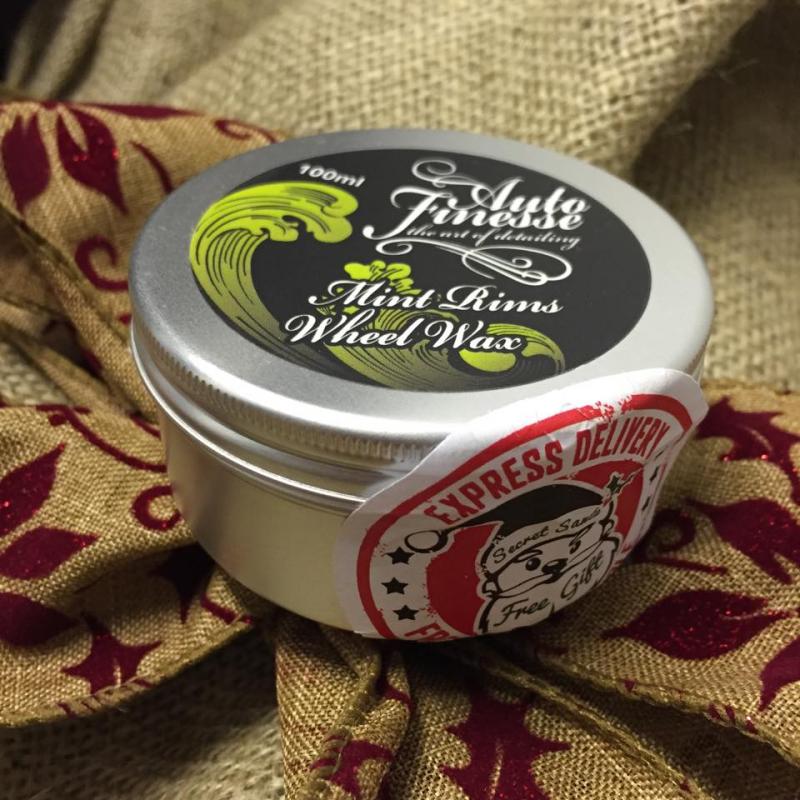 100ml
Auto
Finesse
the art of detailing
Mint Rims
Wheel Wax
EXPRESS DELIVERY
Secret Santa
Free Gift